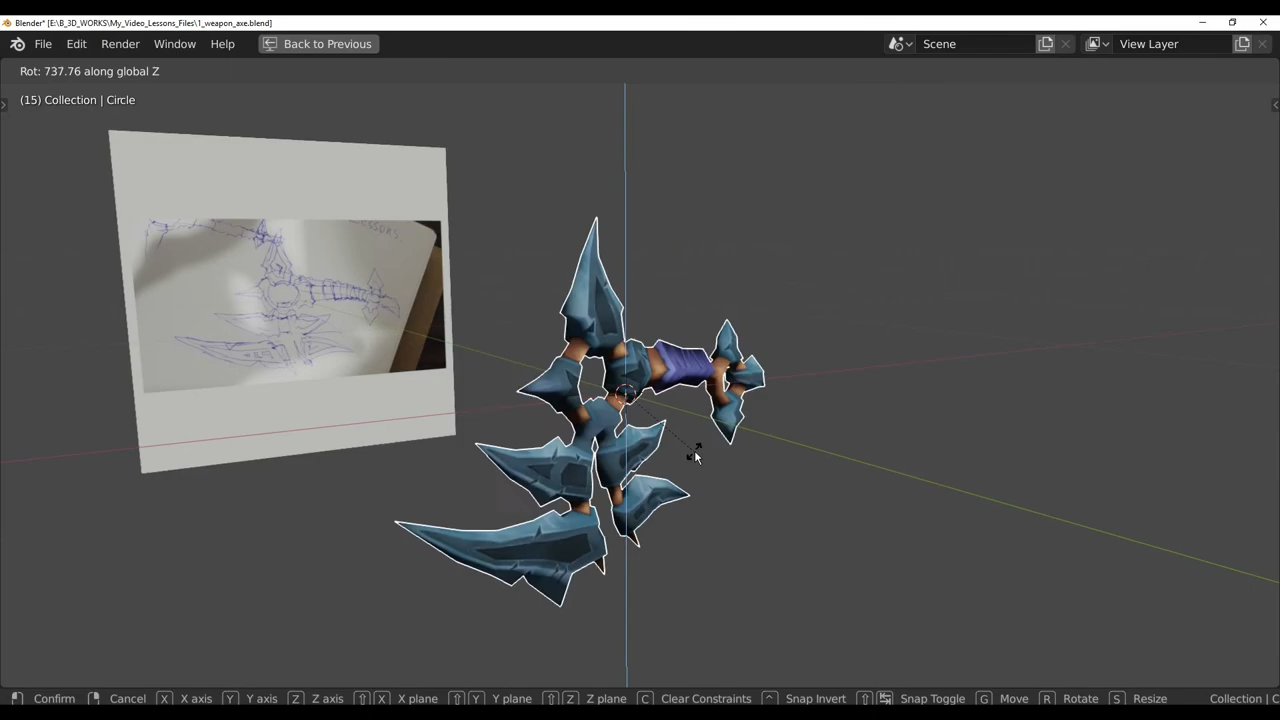 Blender* [E:\B_3D_WORKS\My_Video_Lessons_Files\1_weapon_axe.blend]
File Edit Render Window Help Back to Previous Scene View Layer
Rot: 737.76 along global Z
(15) Collection | Circle
Confirm Cancel X X axis Y Y axis Z Z axis X X plane Y Y plane Z Z plane C Clear Constraints ^ Snap Invert Snap Toggle G Move R Rotate S Resize Collection | C